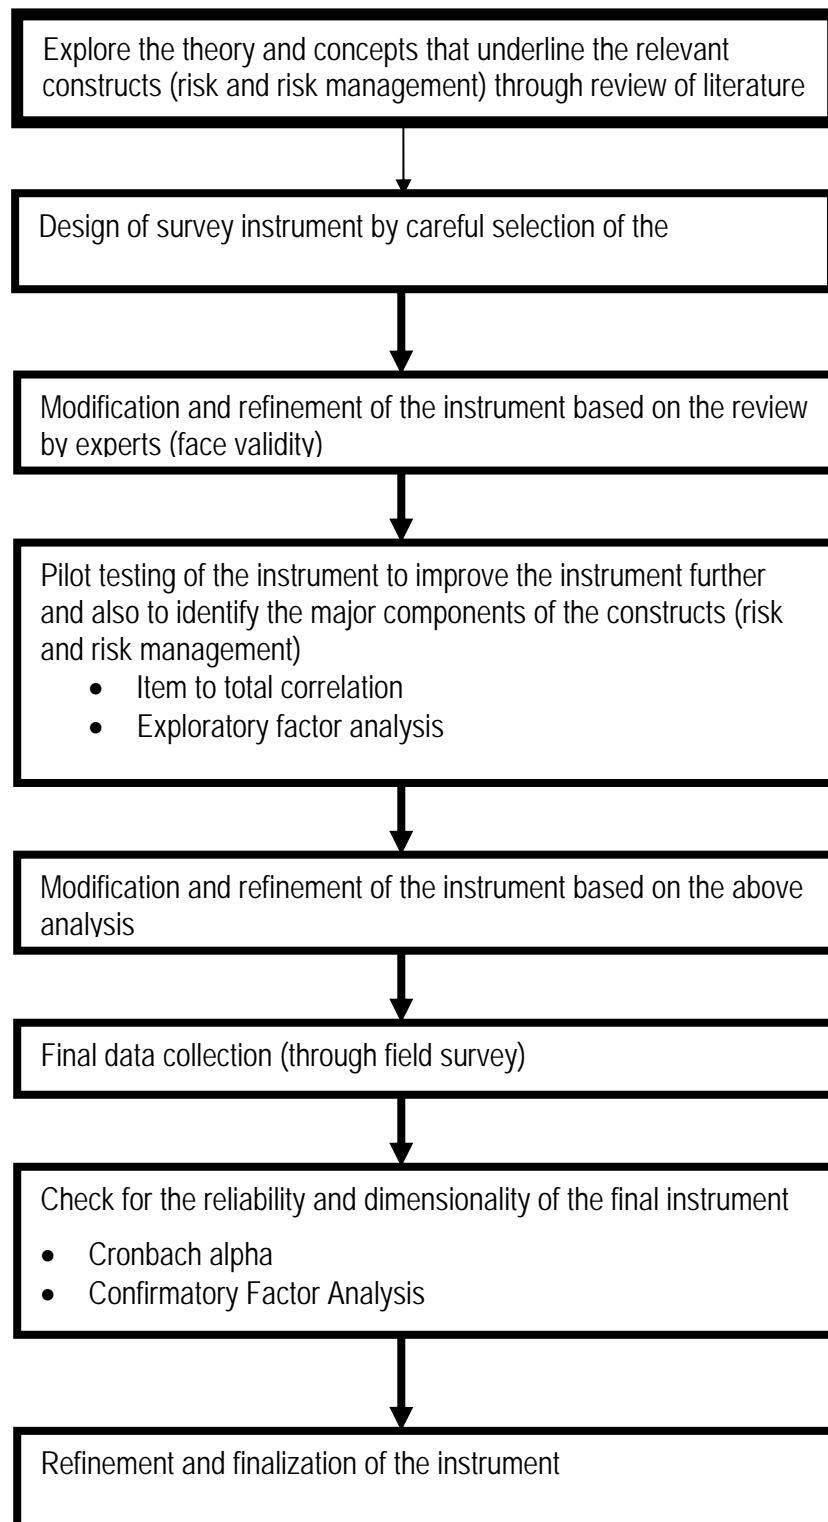 Explore the theory and concepts that underline the relevant
constructs (risk and risk management) through review of literature
Design of survey instrument by careful selection of the
Modification and refinement of the instrument based on the review
by experts (face validity)
Pilot testing of the instrument to improve the instrument further
and also to identify the major components of the constructs (risk
and risk management)
• Item to total correlation
• Exploratory factor analysis
Modification and refinement of the instrument based on the above
analysis
Final data collection (through field survey)
Check for the reliability and dimensionality of the final instrument
• Cronbach alpha
• Confirmatory Factor Analysis
Refinement and finalization of the instrument